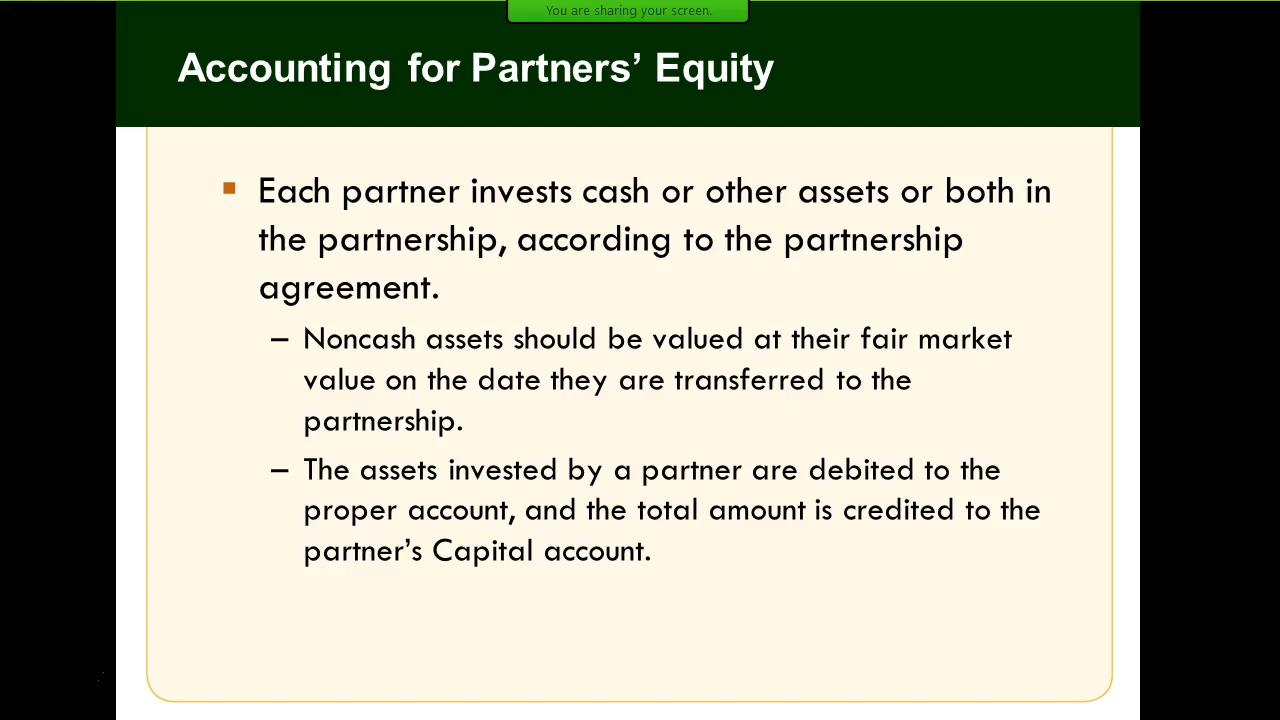 You are sharing your screen.
Accounting for Partners’ Equity
▪ Each partner invests cash or other assets or both in
the partnership, according to the partnership
agreement.
– Noncash assets should be valued at their fair market
value on the date they are transferred to the
partnership.
– The assets invested by a partner are debited to the
proper account, and the total amount is credited to the
partner’s Capital account.